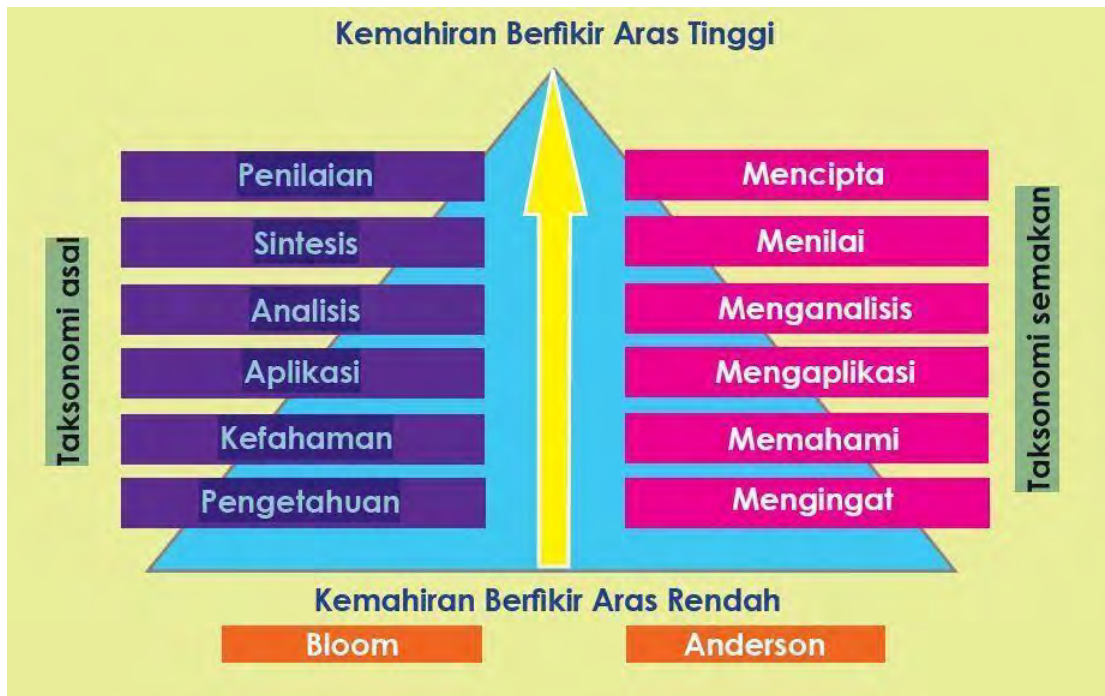 Kemahiran Berfikir Aras Tinggi
Taksonomi asal
Penilaian
Sintesis
Analisis
Aplikasi
Kefahaman
Pengetahuan
Mencipta
Menilai
Menganalisis
Mengaplikasi
Memahami
Mengingat
Taksonomi semakan
Kemahiran Berfikir Aras Rendah
Bloom
Anderson